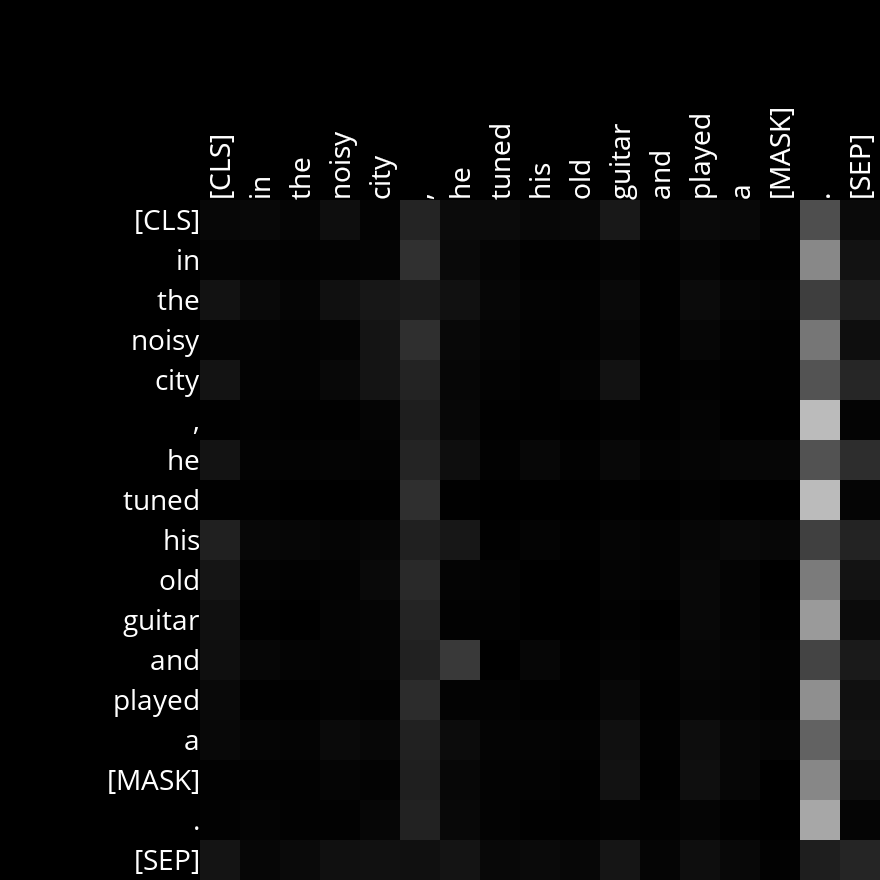 [CLS] in the noisy city , he tuned his old guitar and played a [MASK] . [SEP]
[CLS]
in
the
noisy
city
,
he
tuned
his
old
guitar
and
played
a
[MASK]
.
[SEP]